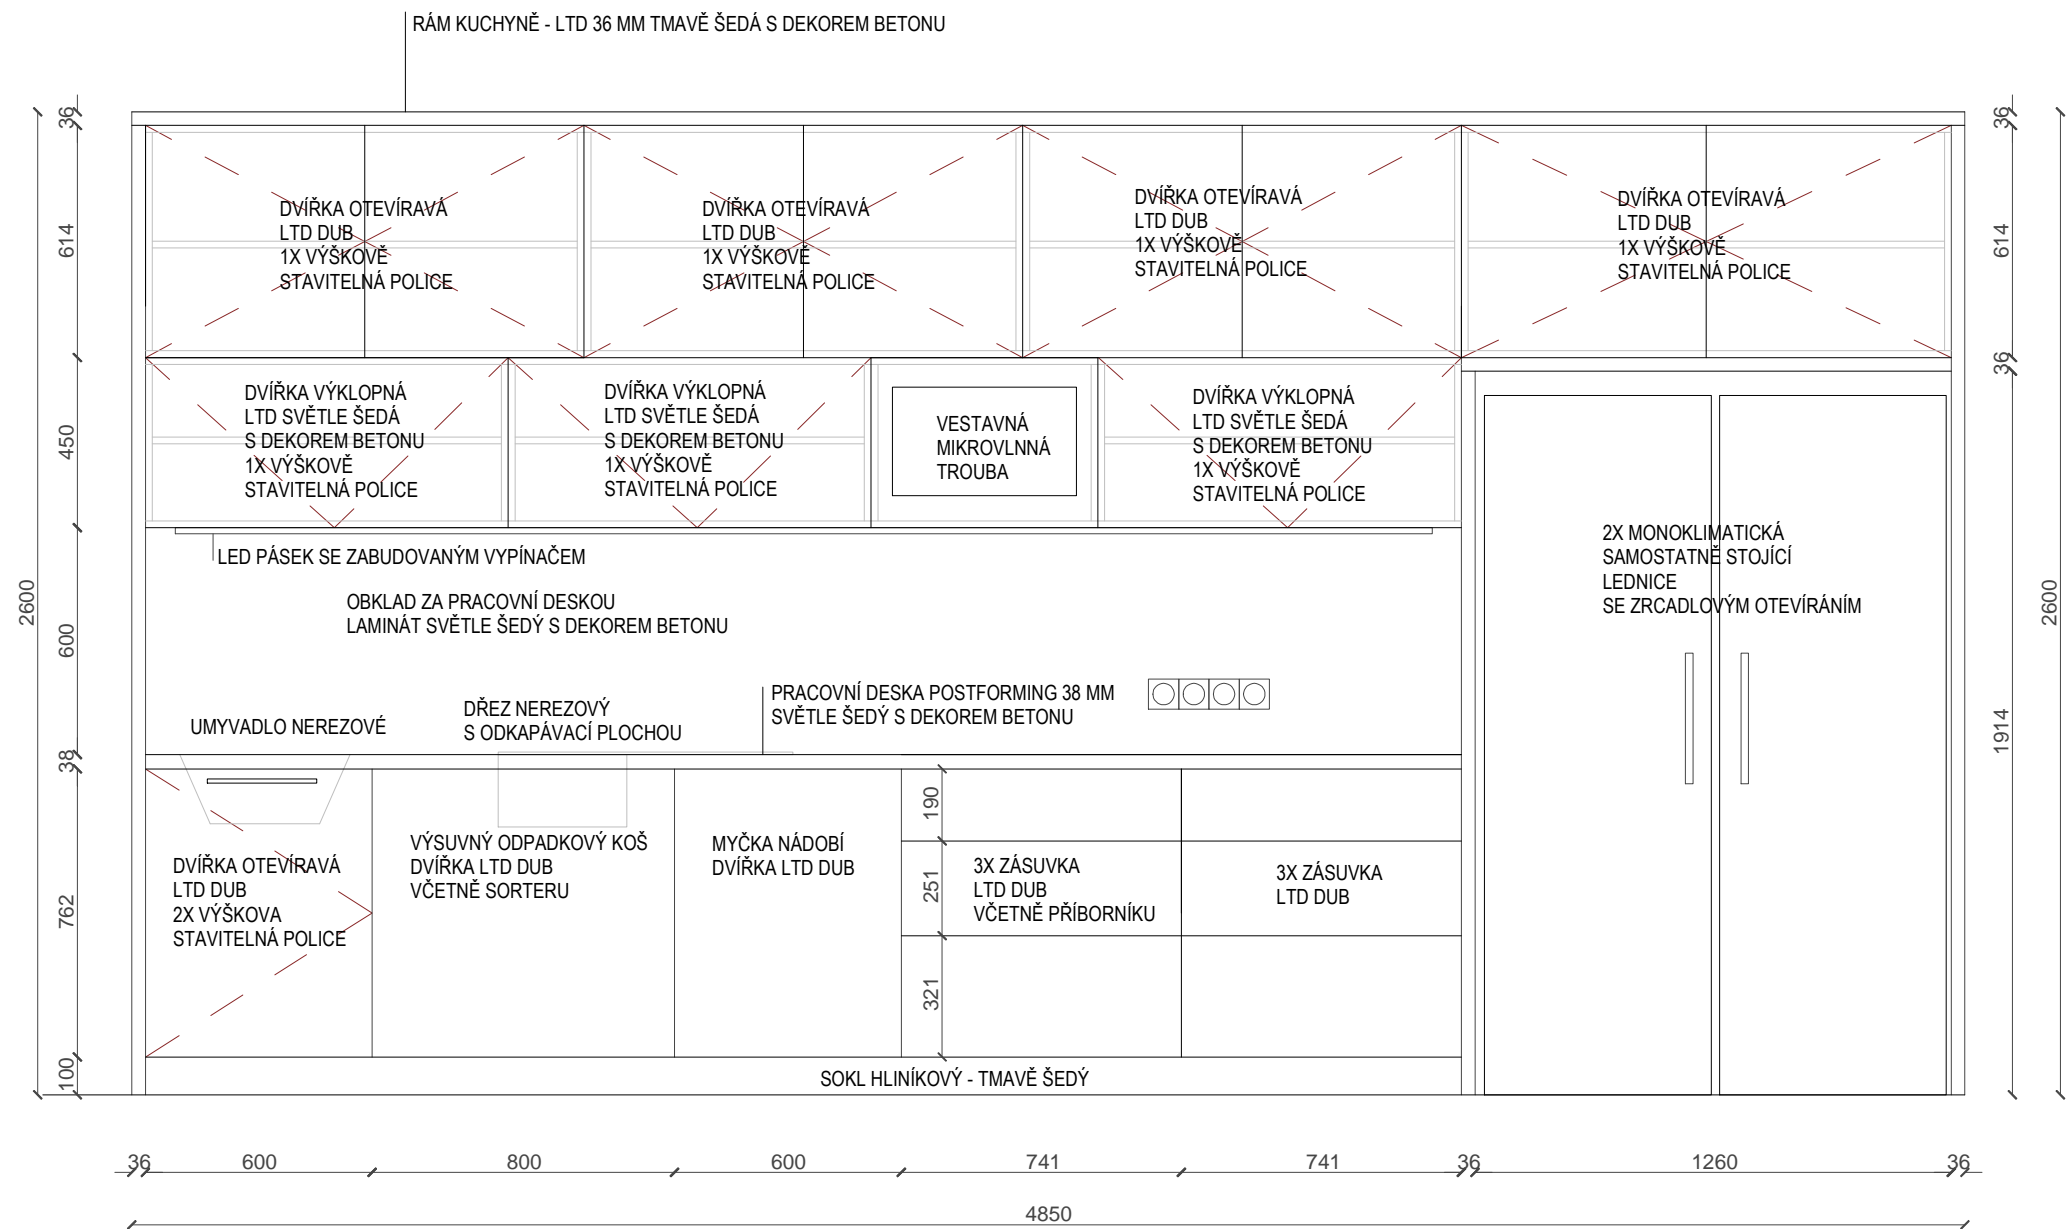 RÁM KUCHYNĚ - LTD 36 MM TMAVĚ ŠEDÁ S DEKOREM BETONU
DVÍŘKA OTEVÍRAVÁ
LTD DUB
1X VÝŠKOVĚ
STAVITELNÁ POLICE
DVÍŘKA OTEVÍRAVÁ
LTD DUB
1X VÝŠKOVĚ
STAVITELNÁ POLICE
DVÍŘKA OTEVÍRAVÁ
LTD DUB
1X VÝŠKOVĚ
STAVITELNÁ POLICE
DVÍŘKA OTEVÍRAVÁ
LTD DUB
1X VÝŠKOVĚ
STAVITELNÁ POLICE
DVÍŘKA VÝKLOPNÁ
LTD SVĚTLE ŠEDÁ
S DEKOREM BETONU
1X VÝŠKOVĚ
STAVITELNÁ POLICE
DVÍŘKA VÝKLOPNÁ
LTD SVĚTLE ŠEDÁ
S DEKOREM BETONU
1X VÝŠKOVĚ
STAVITELNÁ POLICE
VESTAVNÁ
MIKROVLNNÁ
TROUBA
DVÍŘKA VÝKLOPNÁ
LTD SVĚTLE ŠEDÁ
S DEKOREM BETONU
1X VÝŠKOVĚ
STAVITELNÁ POLICE
LED PÁSEK SE ZABUDOVANÝM VYPÍNAČEM
OBKLAD ZA PRACOVNÍ DESKOU
LAMINÁT SVĚTLE ŠEDÝ S DEKOREM BETONU
2X MONOKLIMATICKÁ
SAMOSTATNĚ STOJÍCÍ
LEDNICE
SE ZRCADLOVÝM OTEVÍRÁNÍM
UMYVADLO NEREZOVÉ
DŘEZ NEREZOVÝ
S ODKAPÁVACÍ PLOCHOU
PRACOVNÍ DESKA POSTFORMING 38 MM
SVĚTLE ŠEDÝ S DEKOREM BETONU
DVÍŘKA OTEVÍRAVÁ
LTD DUB
2X VÝŠKOVA
STAVITELNÁ POLICE
VÝSUVNÝ ODPADKOVÝ KOŠ
DVÍŘKA LTD DUB
VČETNĚ SORTERU
MYČKA NÁDOBÍ
DVÍŘKA LTD DUB
190
251
321
3X ZÁSUVKA
LTD DUB
VČETNĚ PŘÍBORNÍKU
3X ZÁSUVKA
LTD DUB
SOKL HLINÍKOVÝ - TMAVĚ ŠEDÝ
2600
36
614
450
600
38
762
100
36
614
36
1914
2600
36
600
800
600
741
741
36
1260
36
4850